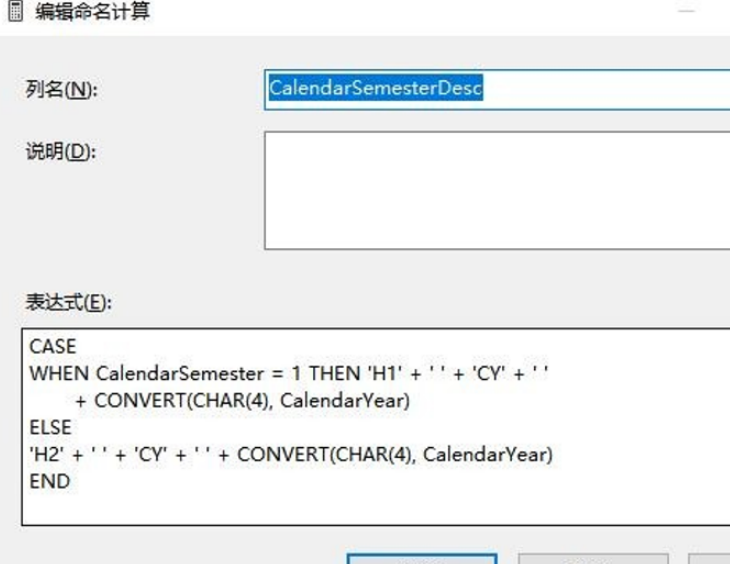 编辑命名计算
列名(N):
CalendarSemesterDesc
说明(D):
表达式(E):
CASE
WHEN CalendarSemester = 1 THEN 'H1' + ' ' + 'CY' + ' '
+ CONVERT(CHAR(4), CalendarYear)
ELSE
'H2' + ' ' + 'CY' + ' ' + CONVERT(CHAR(4), CalendarYear)
END